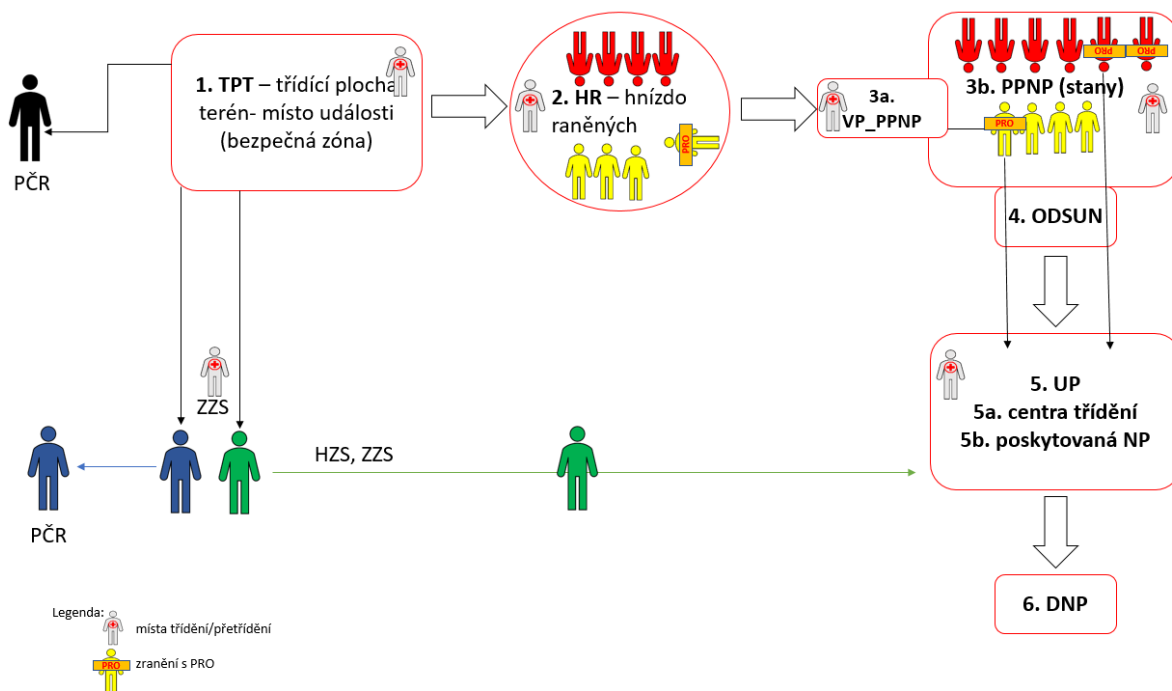 1. TPT – třídící plocha
terén- místo události
(bezpečná zóna)
PČR
2. HR – hnízdo
raněných
PRO
3a.
VP_PPNP
PRO
PRO
3b. PPNP (stany)
PRO
4. ODSUN
ZZS
5. UP
5a. centra třídění
5b. poskytovaná NP
HZS, ZZS
PČR
6. DNP
Legenda:
místa třídění/přetřídění
PRO
zranění s PRO